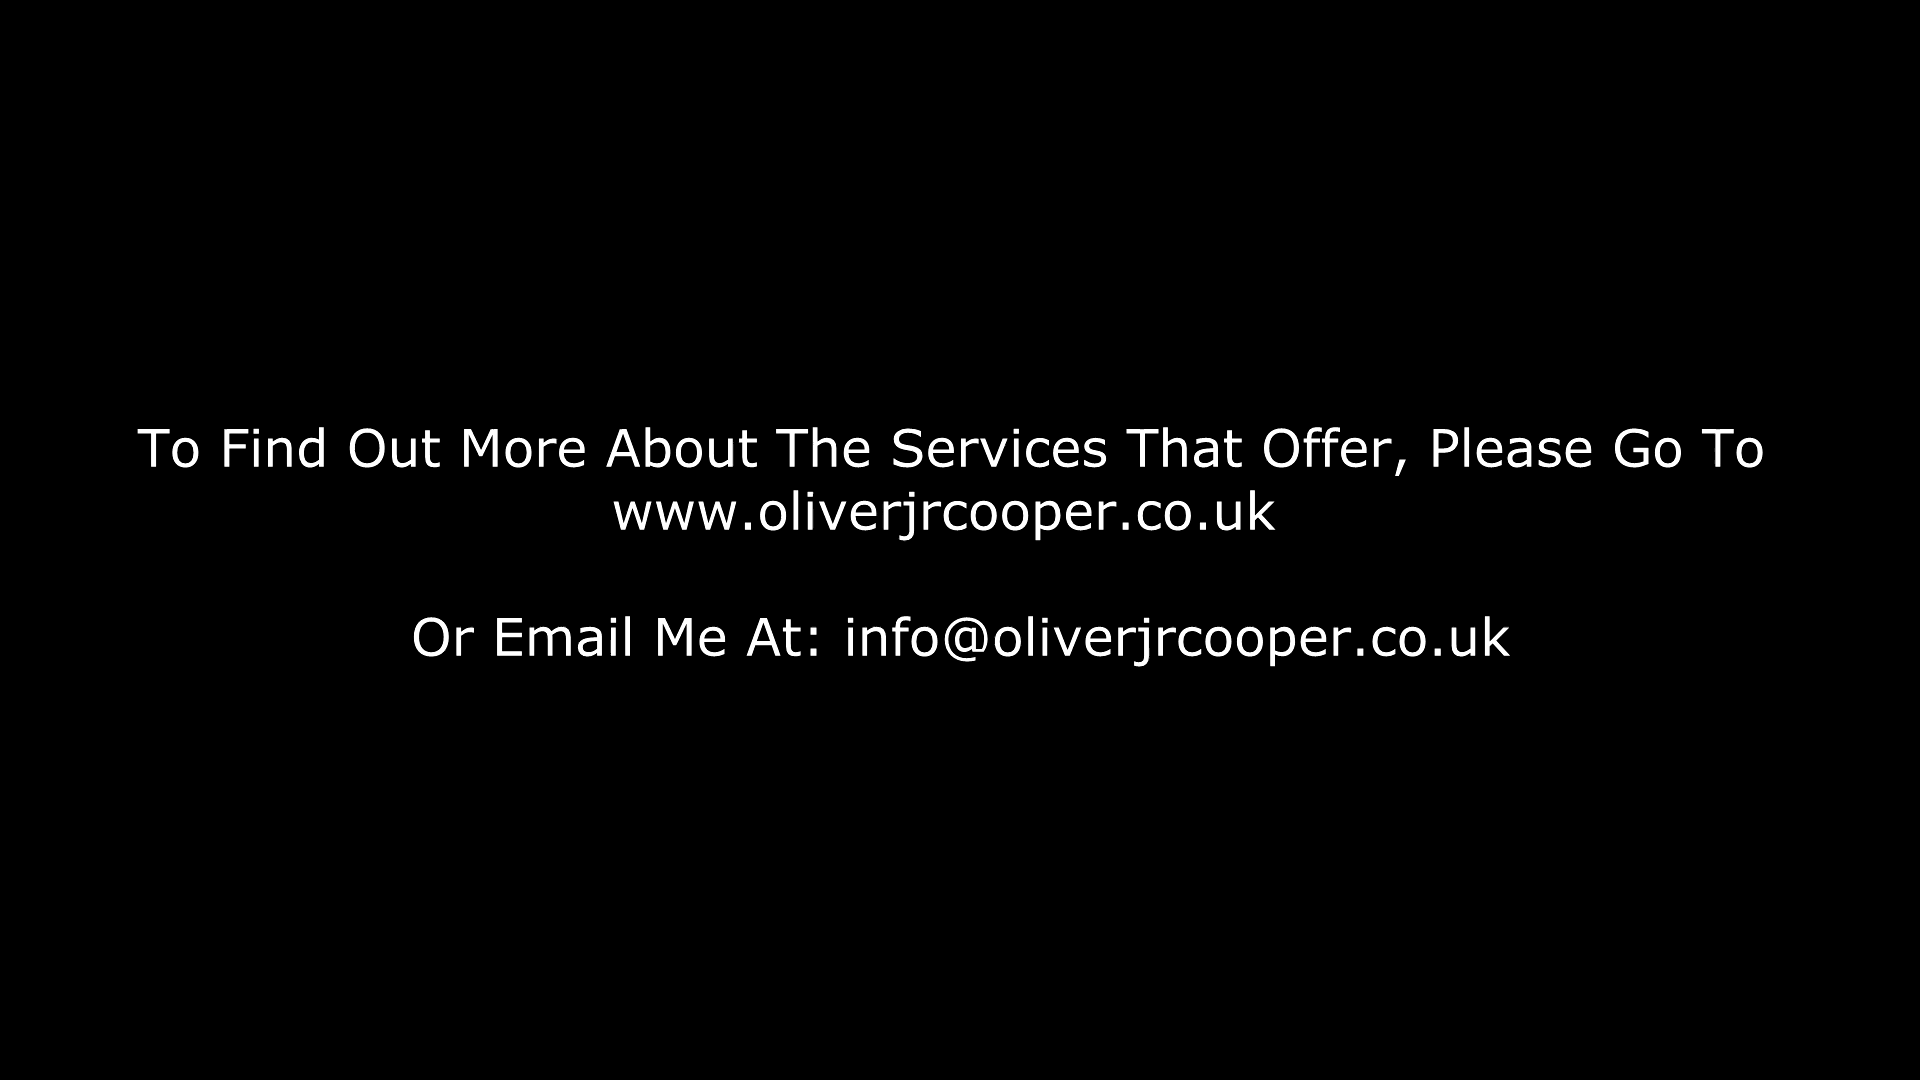 To Find Out More About The Services That Offer, Please Go To
www.oliverjrcooper.co.uk
Or Email Me At: info@oliverjrcooper.co.uk